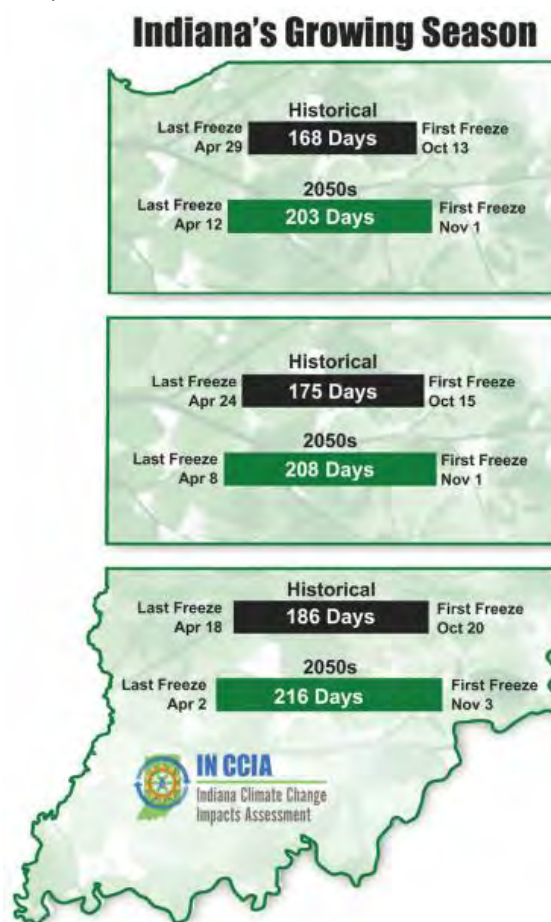 Indiana's Growing Season
Historical
Last Freeze
Apr 29
168 Days
First Freeze
Oct 13
2050s
Last Freeze
Apr 12
203 Days
First Freeze
Nov 1
Historical
Last Freeze
Apr 24
175 Days
First Freeze
Oct 15
2050s
Last Freeze
Apr 8
208 Days
First Freeze
Nov 1
Historical
Last Freeze
Apr 18
186 Days
First Freeze
Oct 20
2050s
Last Freeze
Apr 2
216 Days
First Freeze
Nov 3
IN CCIA
Indiana Climate Change
Impacts Assessment